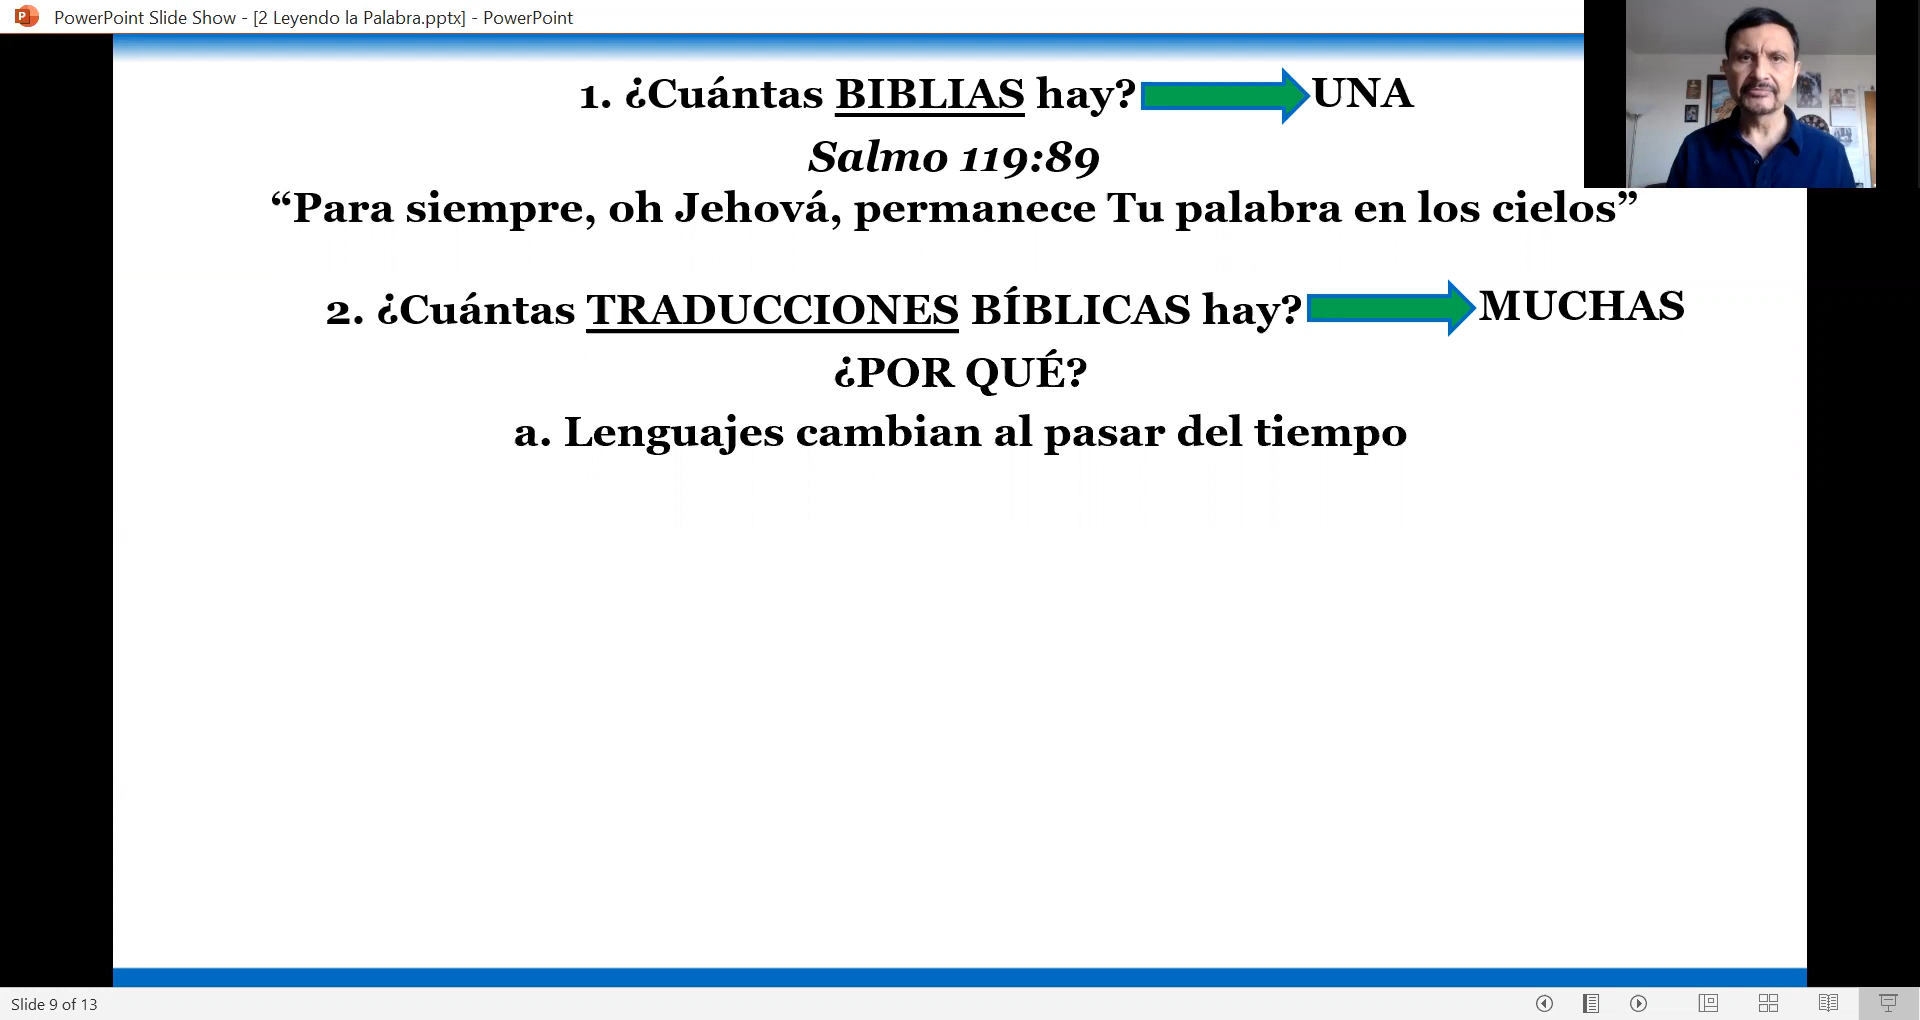 PowerPoint Slide Show - [2 Leyendo la Palabra.pptx] - PowerPoint
1. ¿Cuántas BIBLIAS hay? UNA
Salmo 119:89
“Para siempre, oh Jehová, permanece Tu palabra en los cielos”
2. ¿Cuántas TRADUCCIONES BÍBLICAS hay? MUCHAS
¿POR QUÉ?
a. Lenguajes cambian al pasar del tiempo
Slide 9 of 13